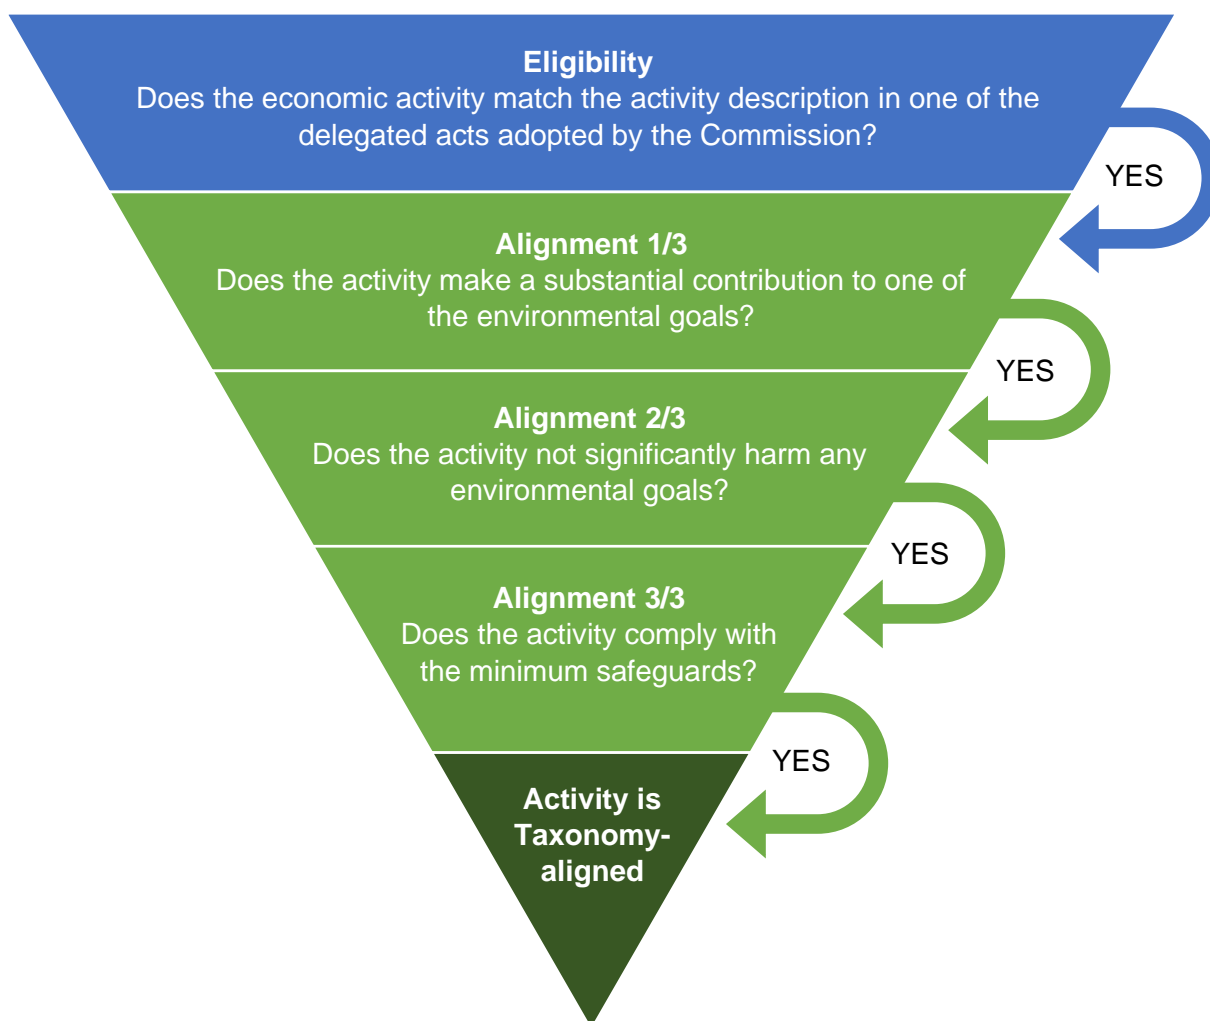 Eligibility
Does the economic activity match the activity description in one of the
delegated acts adopted by the Commission?
YES
Alignment 1/3
Does the activity make a substantial contribution to one of
the environmental goals?
YES
Alignment 2/3
Does the activity not significantly harm any
environmental goals?
YES
Alignment 3/3
Does the activity comply with
the minimum safeguards?
YES
Activity is
Taxonomy-
aligned